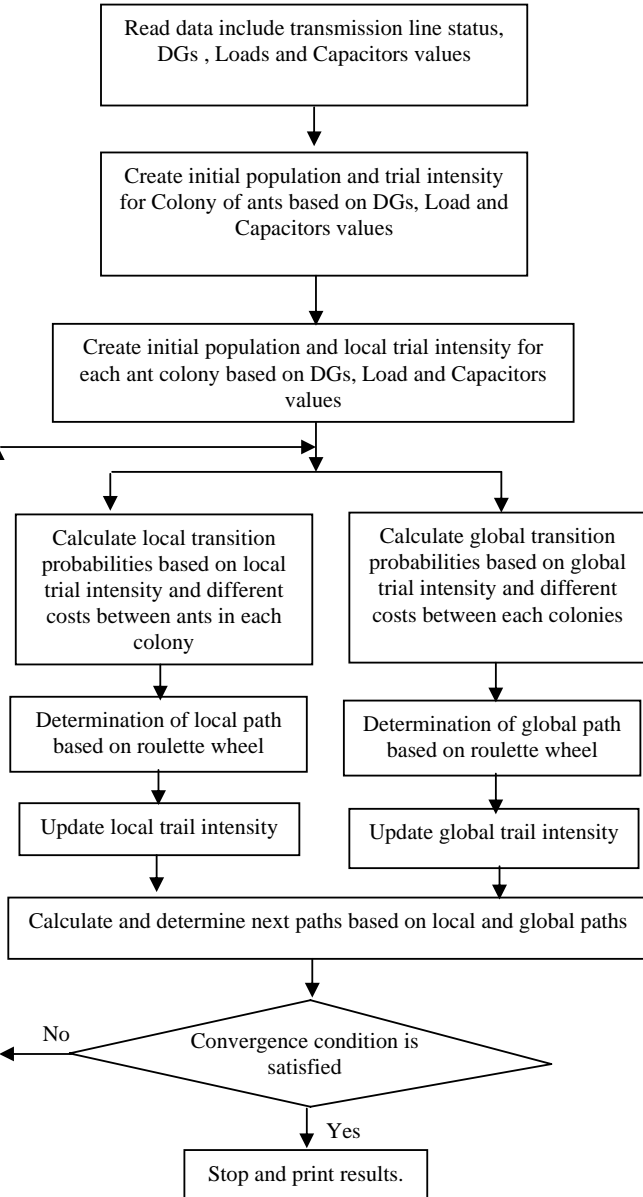 Read data include transmission line status,
DGs , Loads and Capacitors values
Create initial population and trial intensity
for Colony of ants based on DGs, Load and
Capacitors values
Create initial population and local trial intensity for
each ant colony based on DGs, Load and Capacitors
values
Calculate local transition
probabilities based on local
trial intensity and different
costs between ants in each
colony
Calculate global transition
probabilities based on global
trial intensity and different
costs between each colonies
Determination of local path
based on roulette wheel
Determination of global path
based on roulette wheel
Update local trail intensity
Update global trail intensity
Calculate and determine next paths based on local and global paths
No
Convergence condition is
satisfied
Yes
Stop and print results.